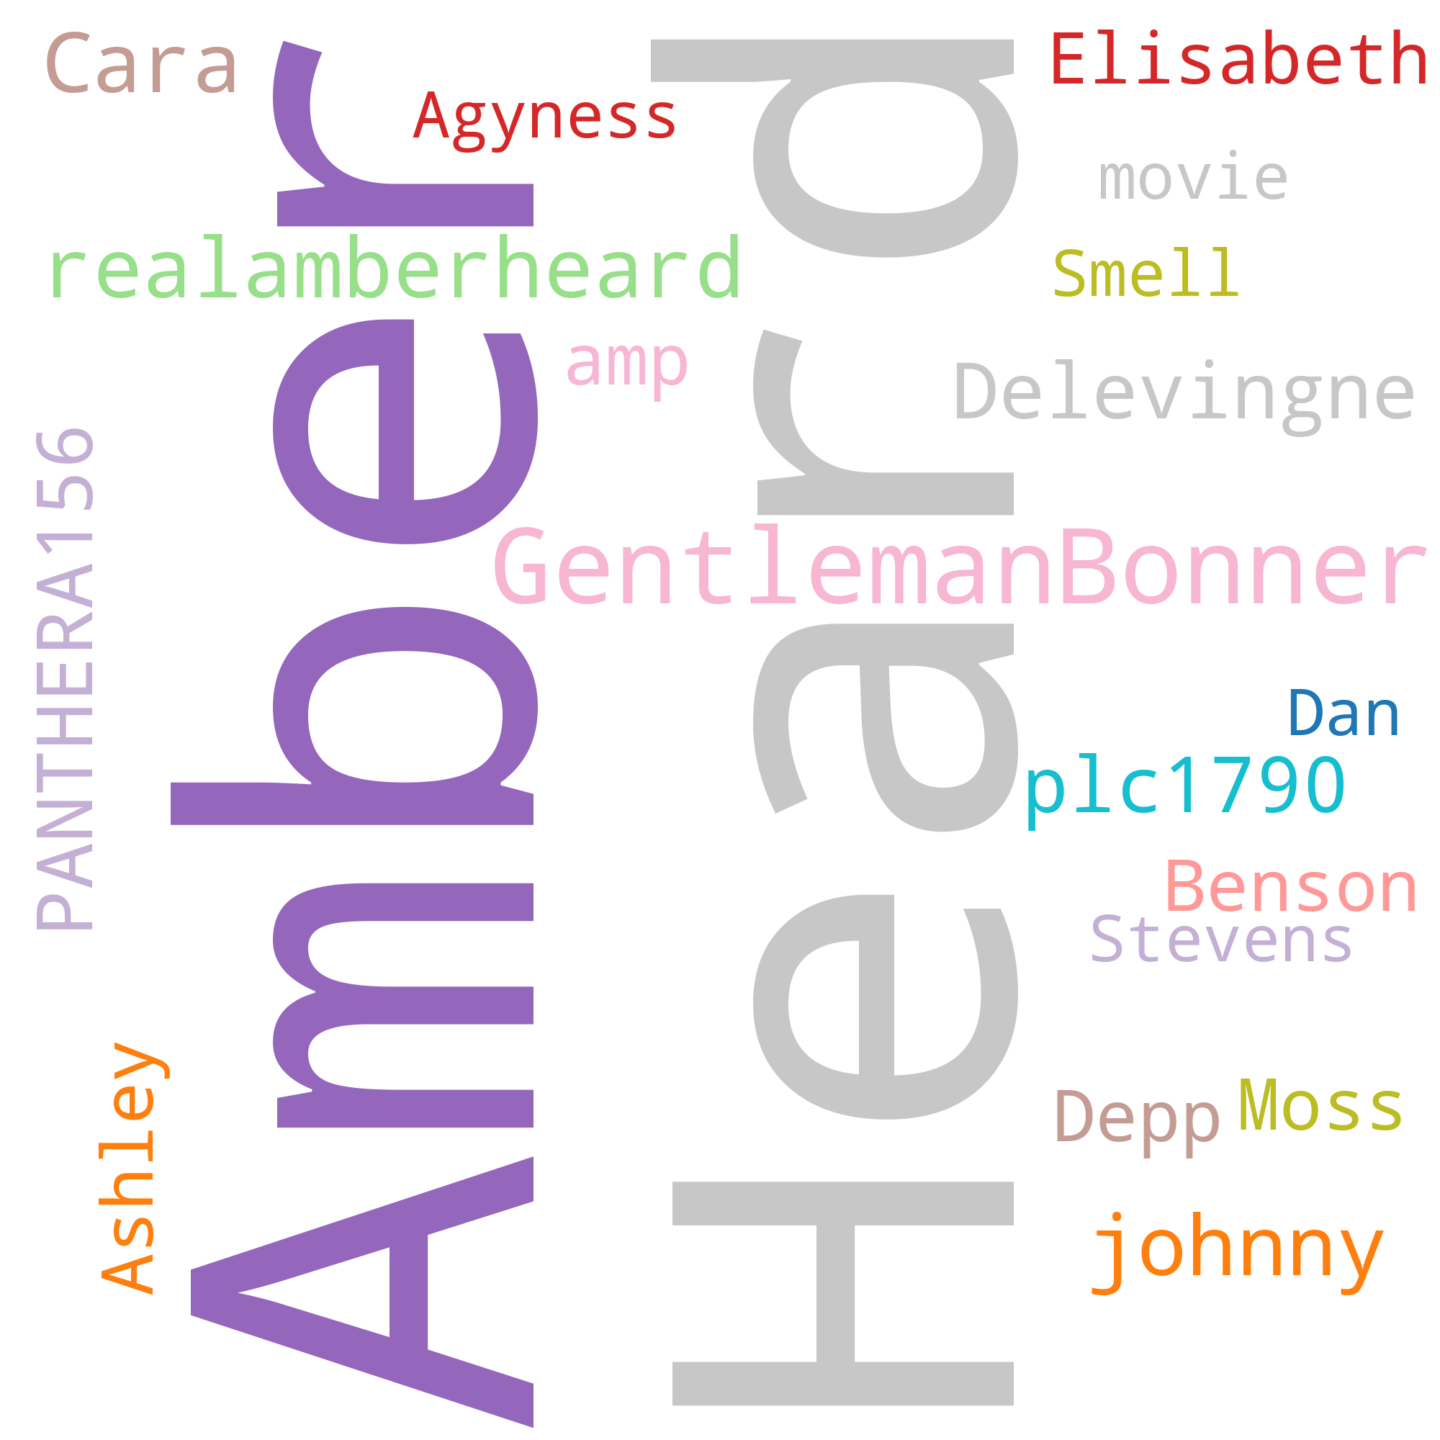 Cara
Elisabeth
Agyness
movie
realamberheard
Smell
amp
Delevingne
PANTHERA156
Amber
Heard
GentlemanBonner
Dan
plc1790
Benson
Stevens
Ashley
Depp
Moss
johnny